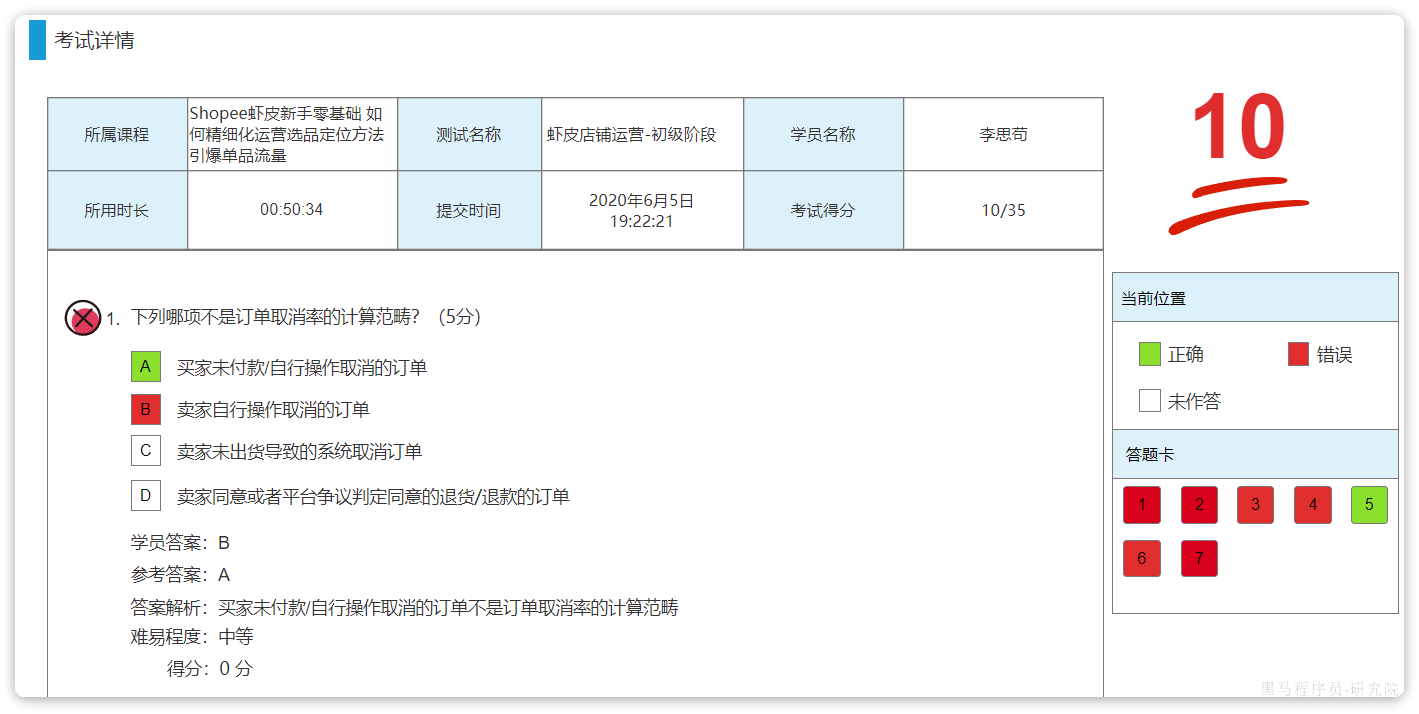 考试详情
所属课程
Shopee虾皮新手零基础 如
何精细化运营选品定位方法
引爆单品流量
测试名称
虾皮店铺运营-初级阶段
学员名称
李思苟
所用时长
00:50:34
提交时间
2020年6月5日
19:22:21
考试得分
10/35
10
1. 下列哪项不是订单取消率的计算范畴？（5分）
A 买家未付款/自行操作取消的订单
B 卖家自行操作取消的订单
C 卖家未出货导致的系统取消订单
D 卖家同意或者平台争议判定同意的退货/退款的订单
学员答案：B
参考答案：A
答案解析：买家未付款/自行操作取消的订单不是订单取消率的计算范畴
难易程度：中等
得分：0 分
当前位置
正确 错误
未作答
答题卡
1 2 3 4 5
6 7
黑马程序员-研究院